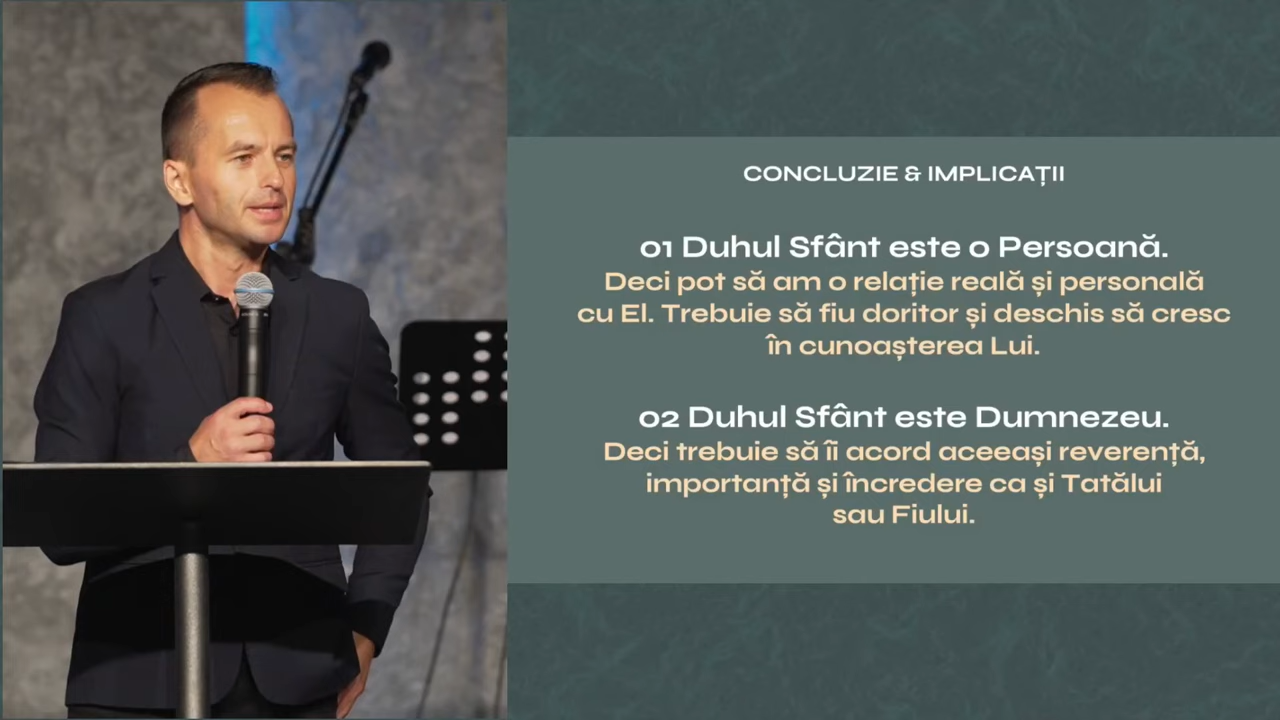 CONCLUZIE & IMPLICAȚII
01 Duhul Sfânt este o Persoană.
Deci pot să am o relație reală și personală
cu El. Trebuie să fiu doritor și deschis să cresc
în cunoașterea Lui.
02 Duhul Sfânt este Dumnezeu.
Deci trebuie să îi acord aceeași reverență,
importanță și încredere ca și Tatălui
sau Fiului.